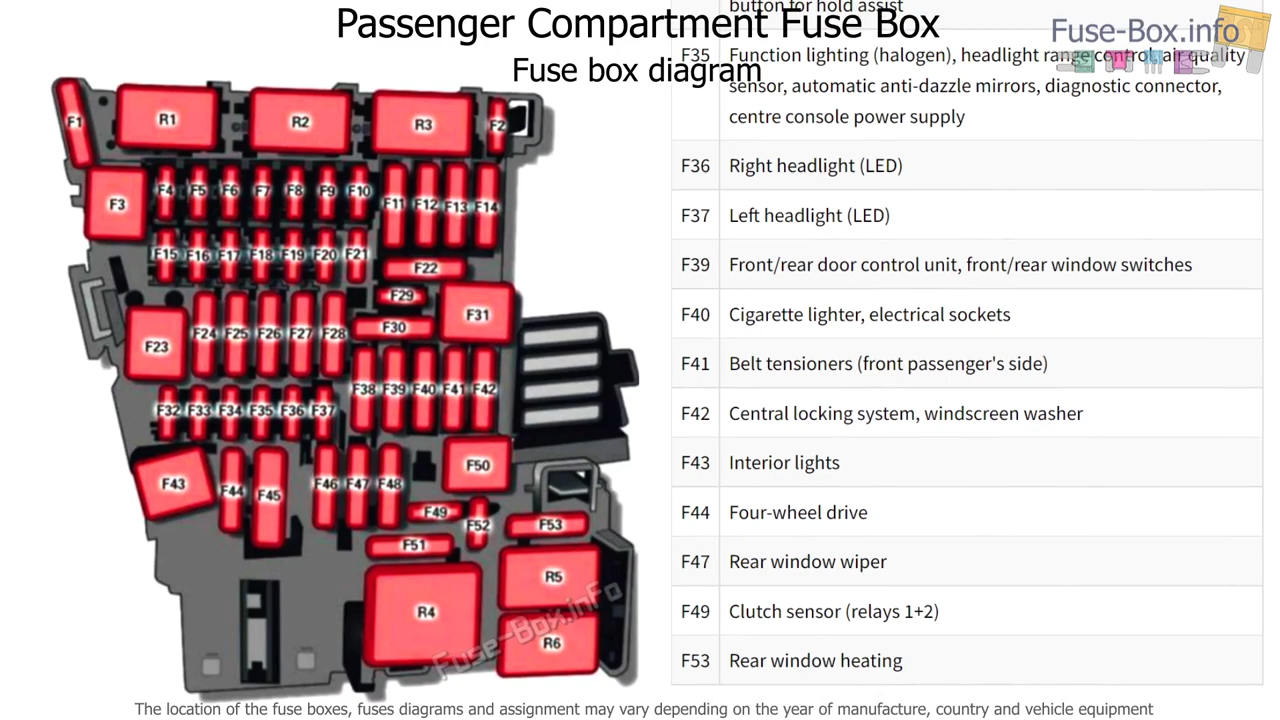 Passenger Compartment Fuse Box
Fuse box diagram
Fuse-Box.info
button for hold assist
F35 Function lighting (halogen), headlight range control, air quality
sensor, automatic anti-dazzle mirrors, diagnostic connector,
centre console power supply
F36 Right headlight (LED)
F37 Left headlight (LED)
F39 Front/rear door control unit, front/rear window switches
F40 Cigarette lighter, electrical sockets
F41 Belt tensioners (front passenger's side)
F42 Central locking system, windscreen washer
F43 Interior lights
F44 Four-wheel drive
F47 Rear window wiper
F49 Clutch sensor (relays 1+2)
F53 Rear window heating
F1 R1 R2 R3 F2
F3 F4 F5 F6 F7 F8 F9 F10 F11 F12 F13 F14
F15 F16 F17 F18 F19 F20 F21
F22
F29
F23 F24 F25 F26 F27 F28 F30 F31
F38 F39 F40 F41 F42
F32 F33 F34 F35 F36 F37
F43 F44 F45 F46 F47 F48 F50
F49 F52 F53
F51
R4 R5
R6
Fuse-Box.inFo
The location of the fuse boxes, fuses diagrams and assignment may vary depending on the year of manufacture, country and vehicle equipment